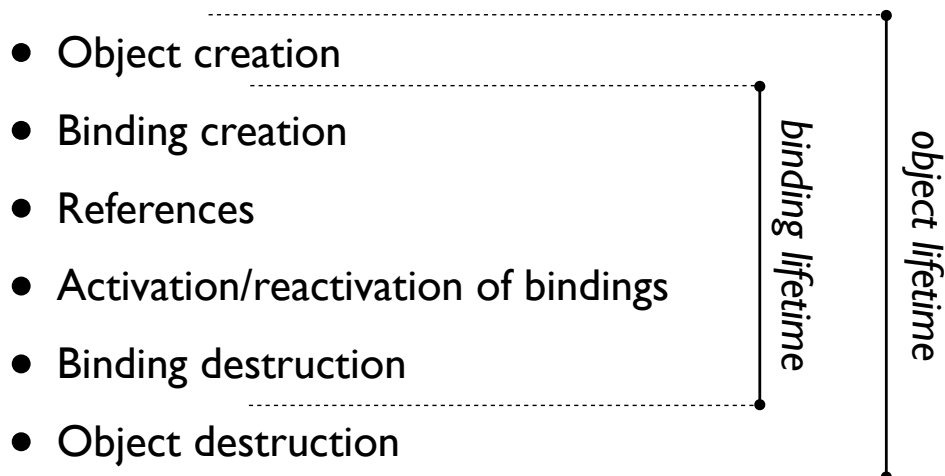 • Object creation
• Binding creation
• References
• Activation/reactivation of bindings
• Binding destruction
• Object destruction
binding lifetime
object lifetime